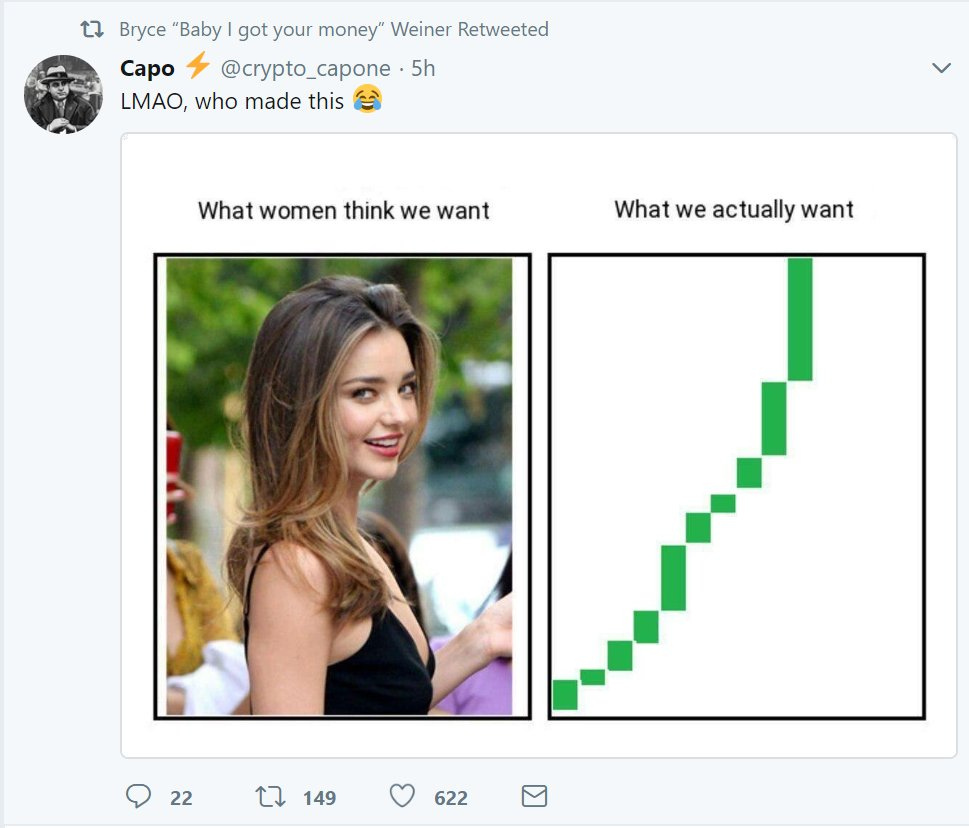 Bryce “Baby I got your money” Weiner Retweeted
Capo ⚡ @crypto_capone · 5h
LMAO, who made this 😂
What women think we want
What we actually want
22 149 622